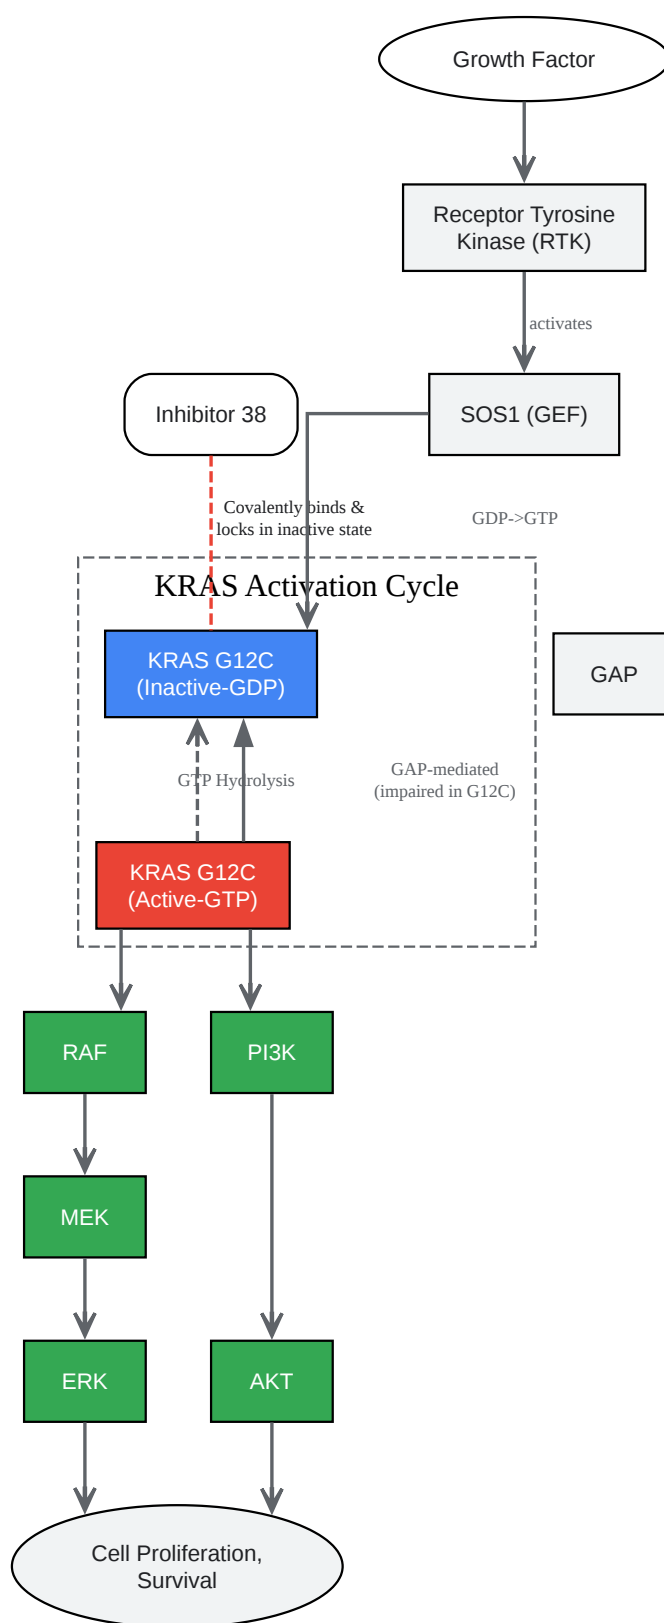 Growth Factor
Receptor Tyrosine
Kinase (RTK)
activates
Inhibitor 38
SOS1 (GEF)
Covalently binds &
locks in inactive state
GDP->GTP
KRAS Activation Cycle
KRAS G12C
(Inactive-GDP)
GAP
GTP Hydrolysis
GAP-mediated
(impaired in G12C)
KRAS G12C
(Active-GTP)
RAF
PI3K
MEK
ERK
AKT
Cell Proliferation,
Survival